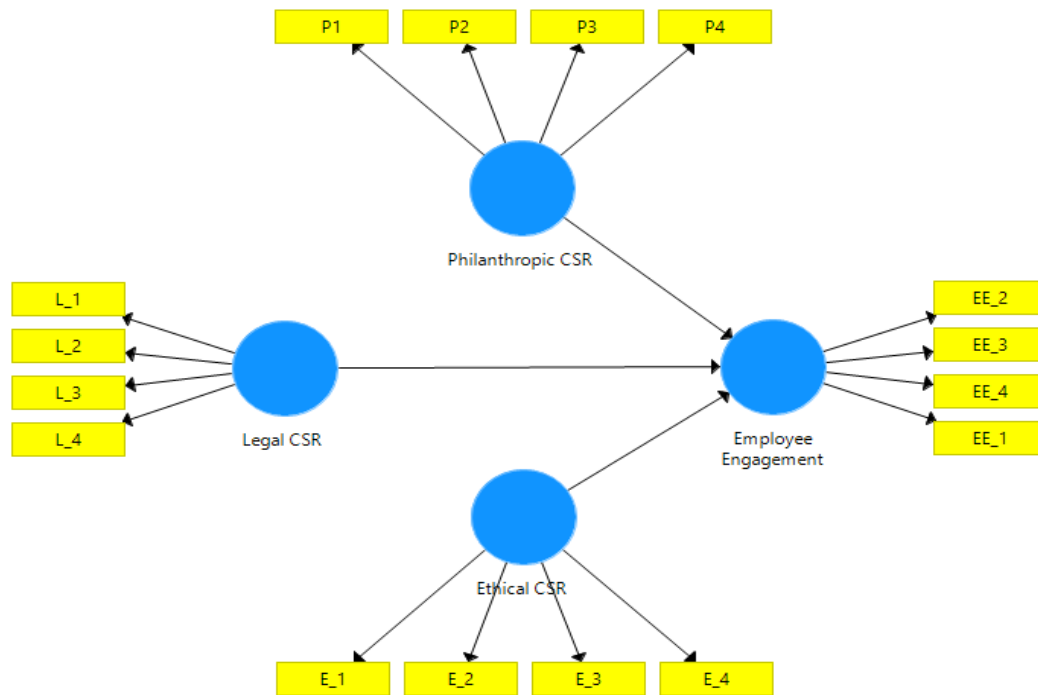 P1
P2
P3
P4
Philanthropic CSR
L_1
L_2
L_3
L_4
Legal CSR
EE_2
EE_3
EE_4
EE_1
Employee
Engagement
Ethical CSR
E_1
E_2
E_3
E_4